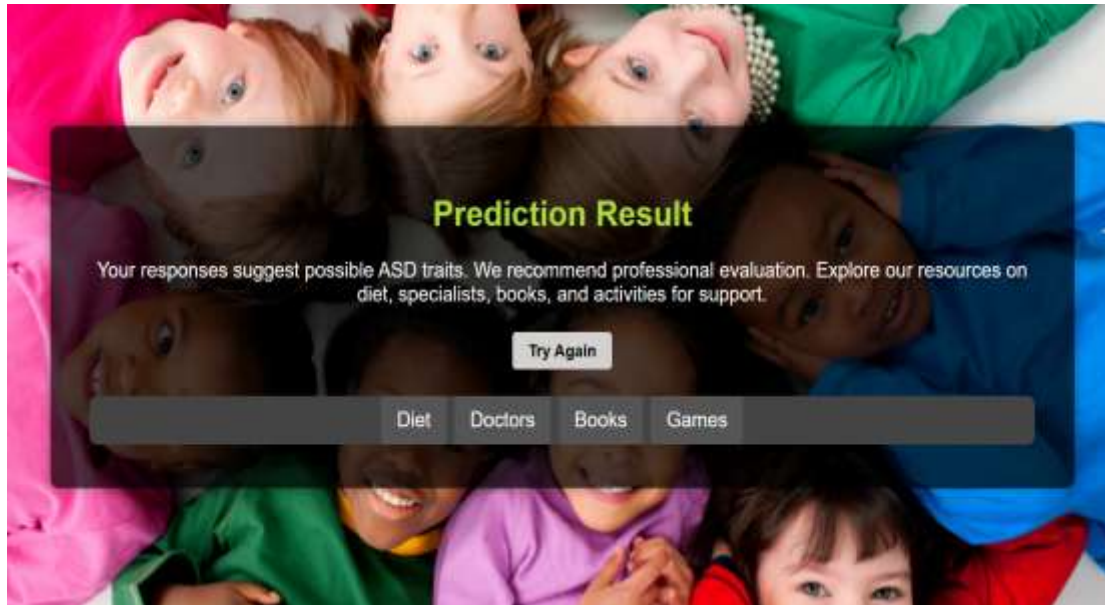 Prediction Result
Your responses suggest possible ASD traits. We recommend professional evaluation. Explore our resources on
diet, specialists, books, and activities for support.
Try Again
Diet Doctors Books Games